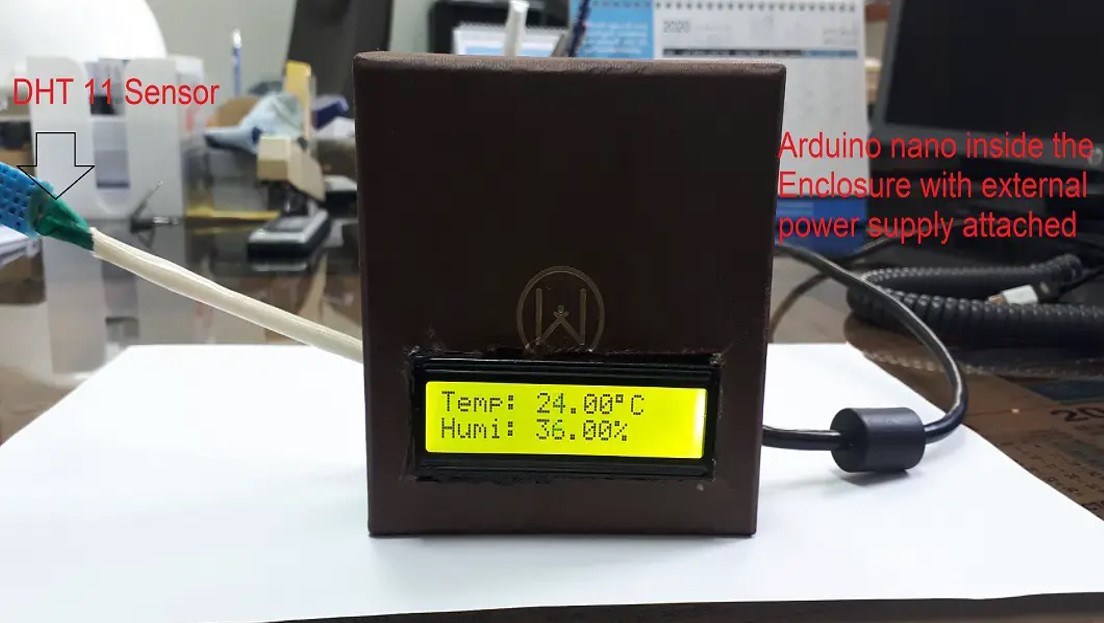 2020
DHT 11 Sensor
Arduino nano inside the
Enclosure with external
power supply attached
Temp: 24.00°C
Humi: 36.00%